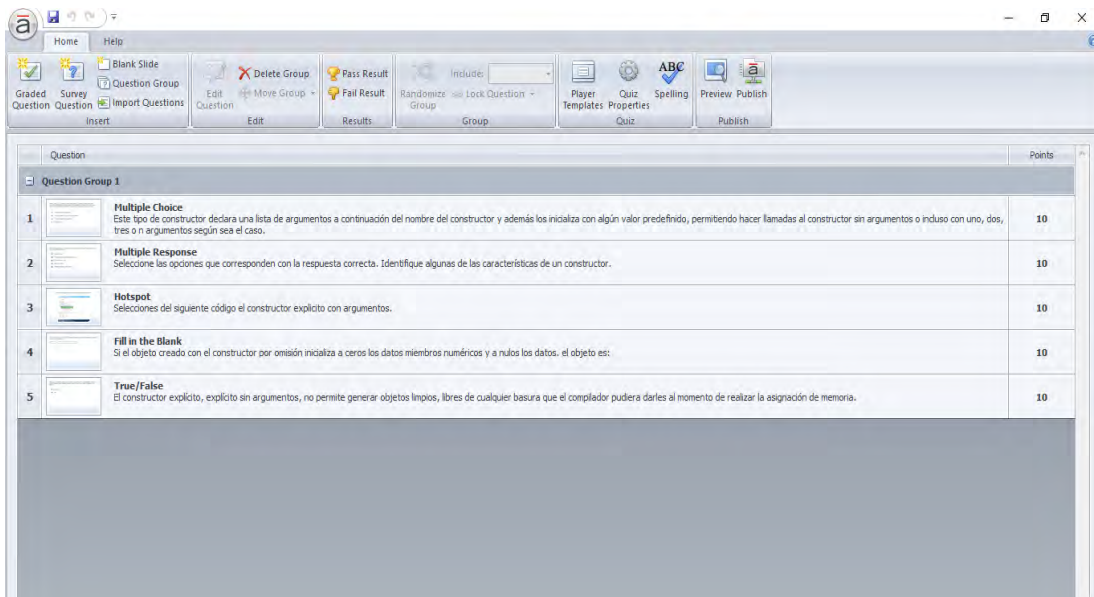 ā
Home Help
Graded Question
Survey Question
Blank Slide
Question Group
Import Questions
Insert
Edit Question
Delete Group
Move Group
Edit
Pass Result
Fail Result
Results
Randomize Group
Include:
Lock Question
Group
Player Templates
Quiz Properties
ABC
Spelling
Quiz
Preview
ā
Publish
Publish
Question Points
Question Group 1
1
Multiple Choice
Este tipo de constructor declara una lista de argumentos a continuación del nombre del constructor y además los inicializa con algún valor predefinido, permitiendo hacer llamadas al constructor sin argumentos o incluso con uno, dos,
tres o n argumentos según sea el caso.
10
2
Multiple Response
Seleccione las opciones que corresponden con la respuesta correcta. Identifique algunas de las características de un constructor.
10
3
Hotspot
Selecciones del siguiente código el constructor explicito con argumentos.
10
4
Fill in the Blank
Si el objeto creado con el constructor por omisión inicializa a ceros los datos miembros numéricos y a nulos los datos. el objeto es:
10
5
True/False
El constructor explícito, explícito sin argumentos, no permite generar objetos limpios, libres de cualquier basura que el compilador pudiera darles al momento de realizar la asignación de memoria.
10